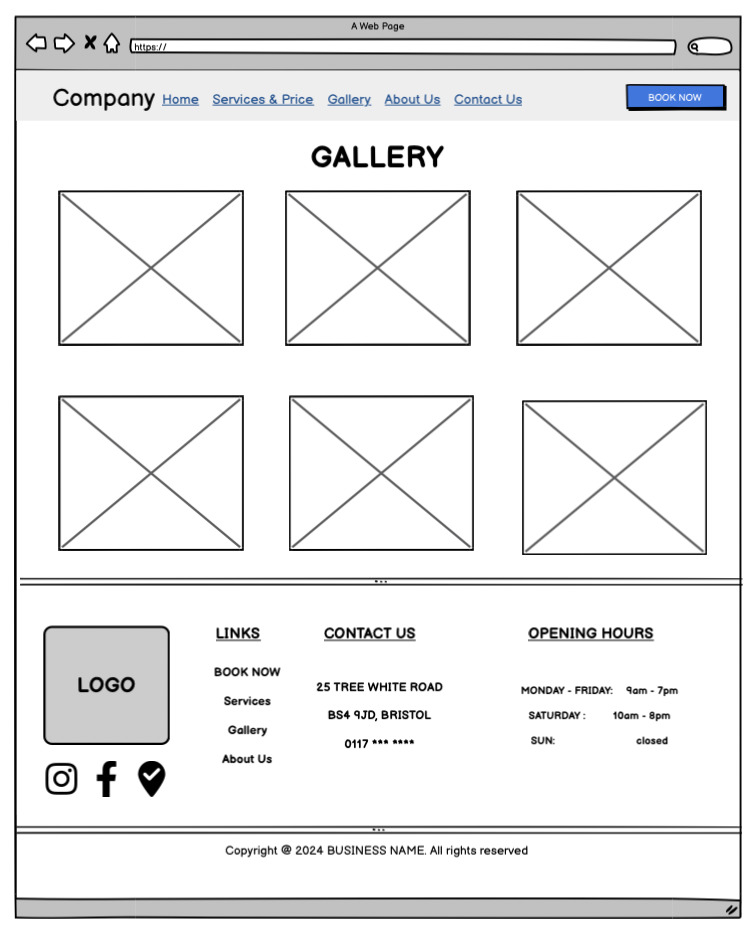 A Web Page
https://
Company Home Services & Price Gallery About Us Contact Us BOOK NOW
GALLERY
LOGO
LINKS
BOOK NOW
Services
Gallery
About Us
CONTACT US
25 TREE WHITE ROAD
BS4 9JD, BRISTOL
0117 *** ****
OPENING HOURS
MONDAY - FRIDAY: 9am - 7pm
SATURDAY : 10am - 8pm
SUN: closed
Copyright @ 2024 BUSINESS NAME. All rights reserved